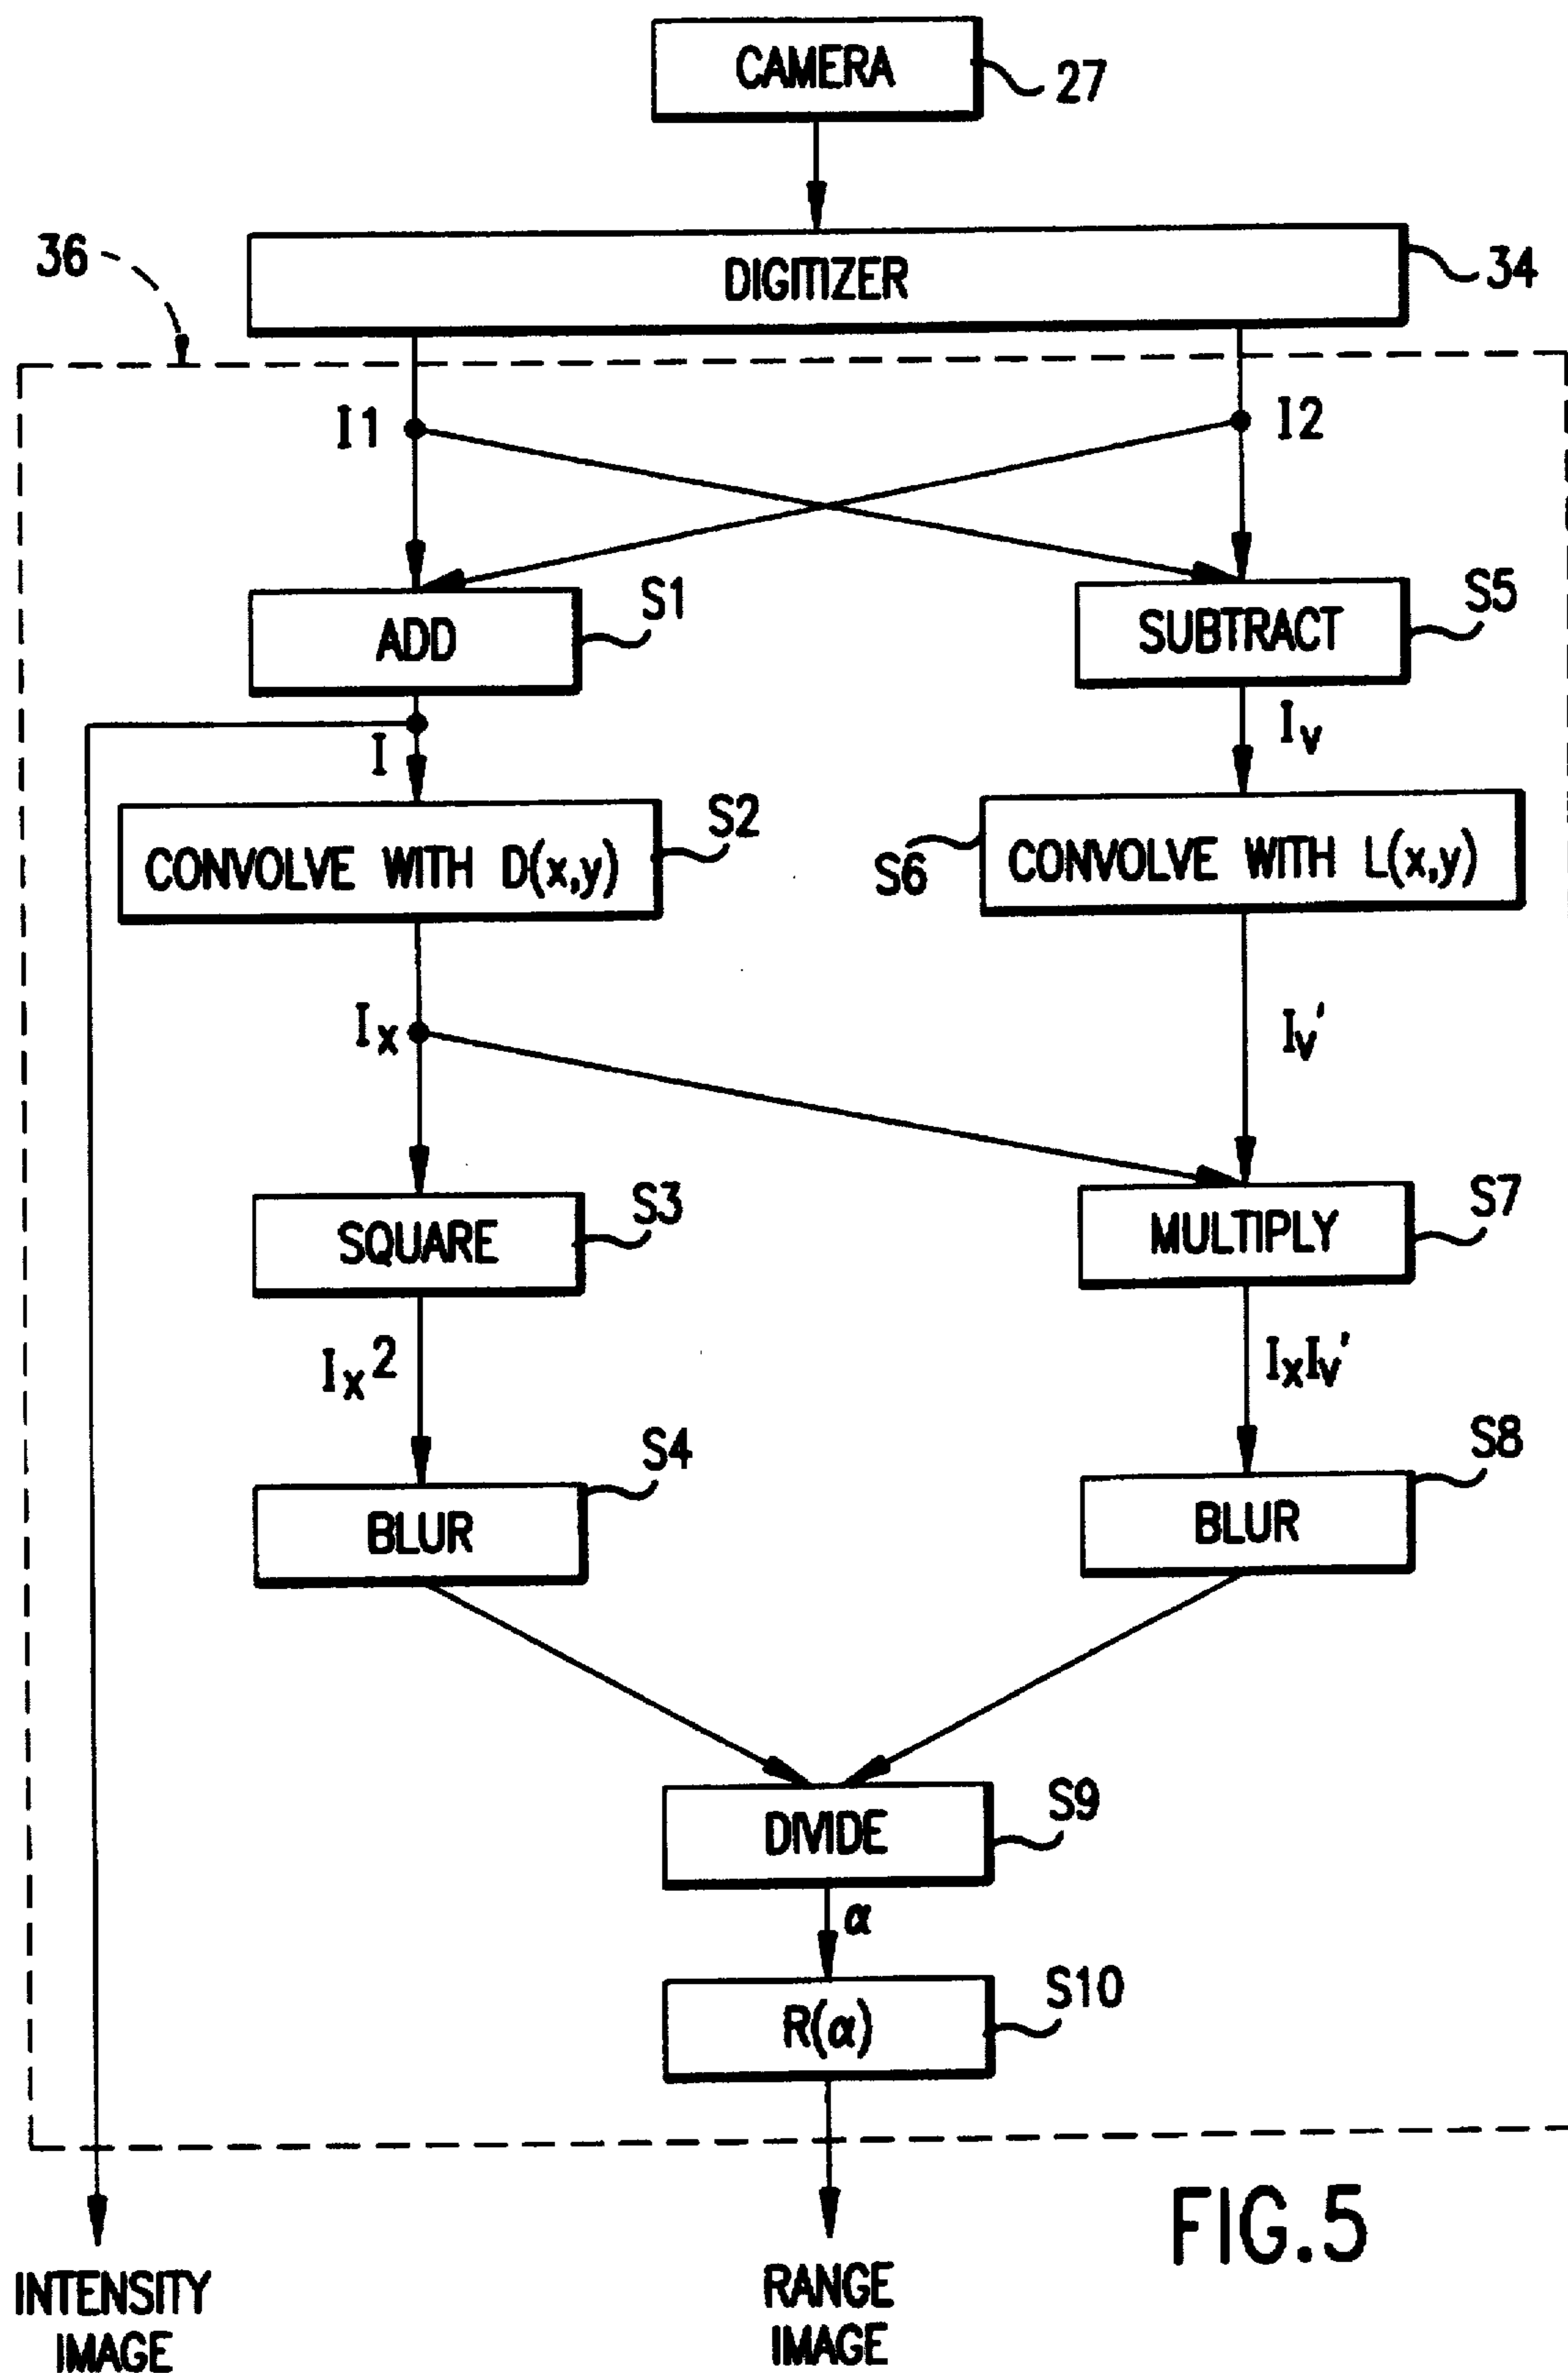 CAMERA
27
36
DIGITIZER
34
I1
I2
ADD
S1
SUBTRACT
S5
I
Iv
CONVOLVE WITH D(x,y)
S2
S6
CONVOLVE WITH L(x,y)
Ix
Iv'
SQUARE
S3
MULTIPLY
S7
Ix2
IxIv'
BLUR
S4
BLUR
S8
DIVIDE
S9
α
R(α)
S10
FIG.5
INTENSITY
IMAGE
RANGE
IMAGE